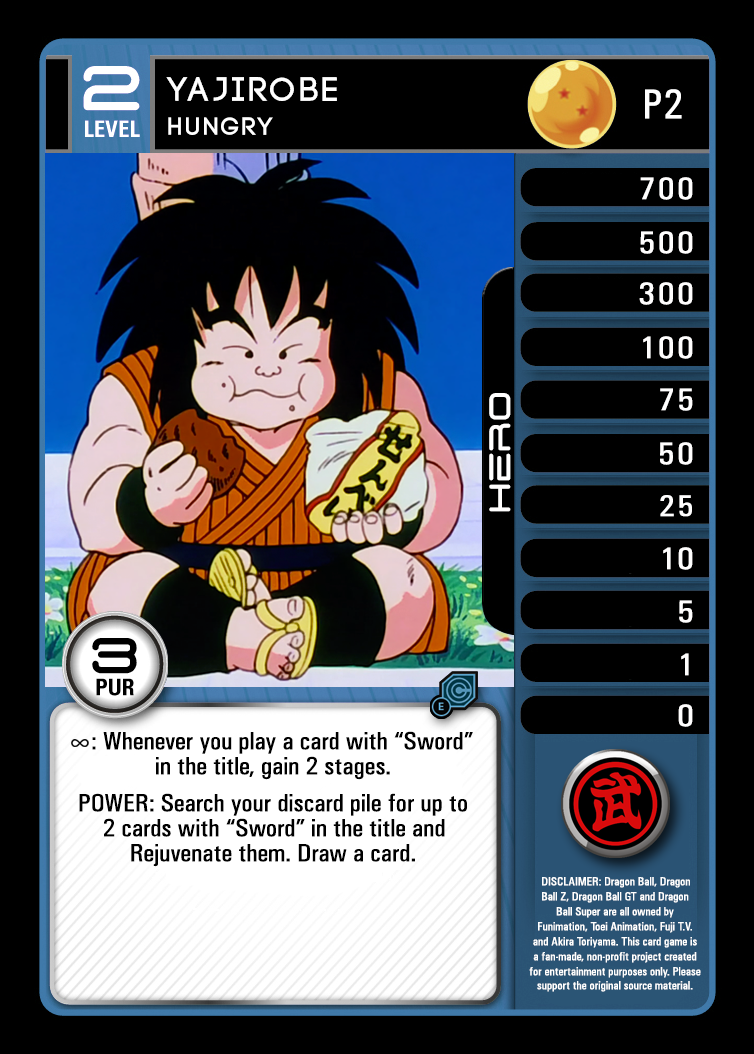 2
LEVEL
YAJIROBE
HUNGRY
P2
700
500
300
100
75
50
25
10
5
1
0
HERO
せんべい
3
PUR
E
∞: Whenever you play a card with “Sword”
in the title, gain 2 stages.
POWER: Search your discard pile for up to
2 cards with “Sword” in the title and
Rejuvenate them. Draw a card.
武
DISCLAIMER: Dragon Ball, Dragon
Ball Z, Dragon Ball GT and Dragon
Ball Super are all owned by
Funimation, Toei Animation, Fuji T.V.
and Akira Toriyama. This card game is
a fan-made, non-profit project created
for entertainment purposes only. Please
support the original source material.